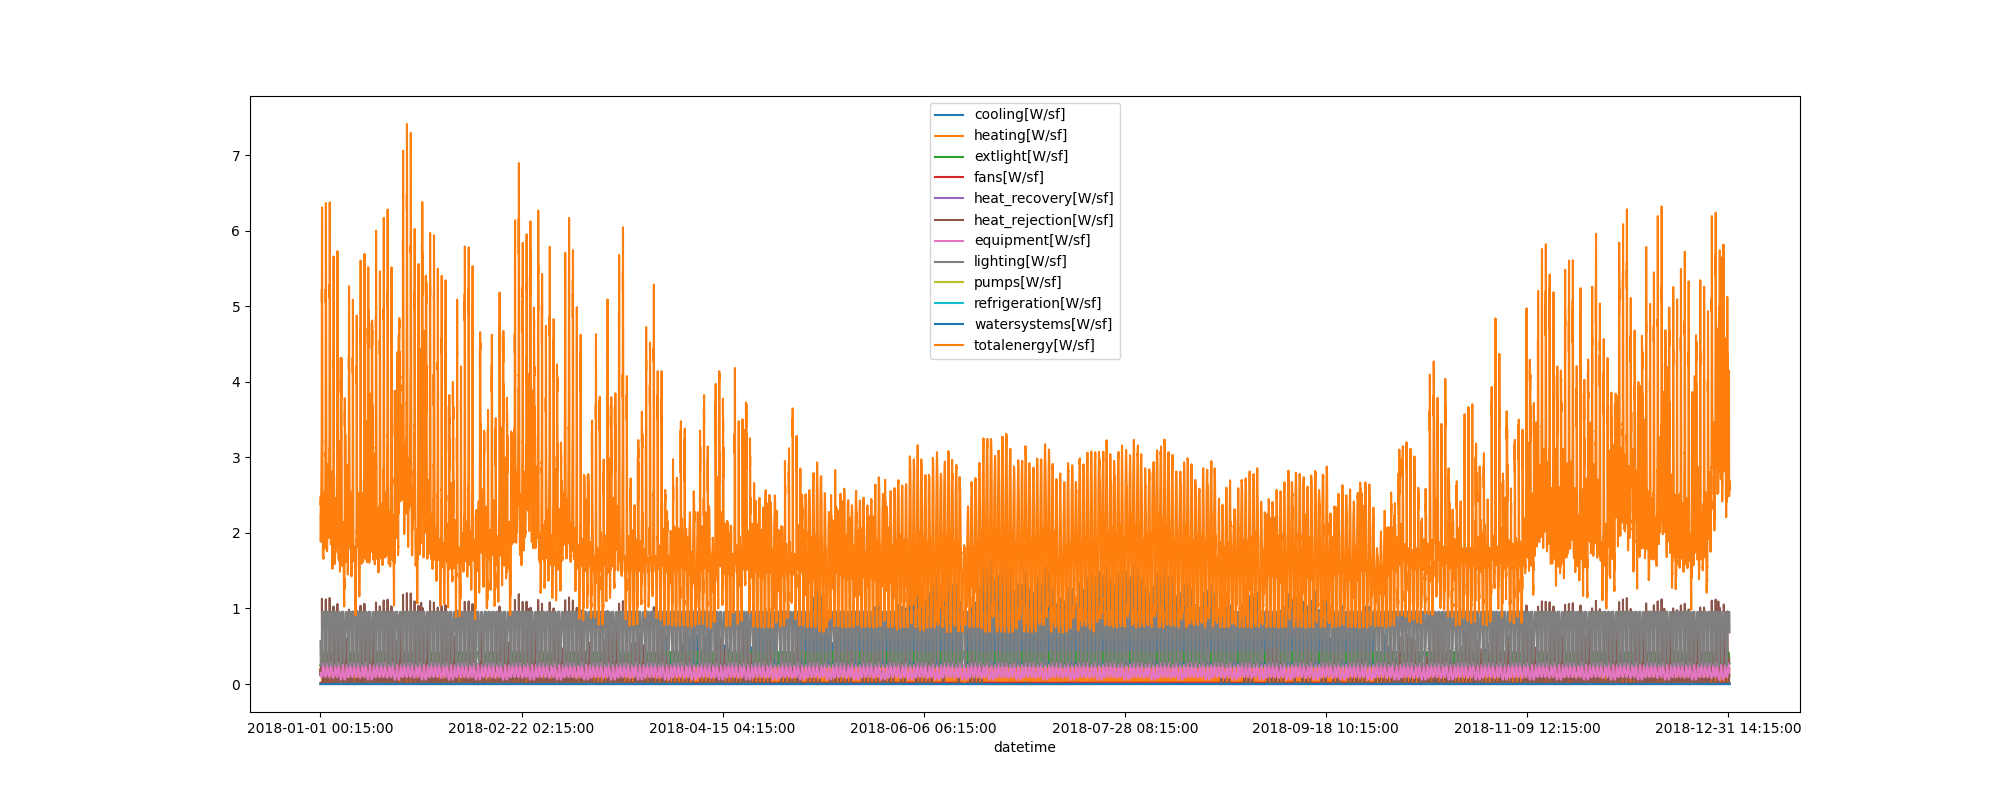 cooling[W/sf]
heating[W/sf]
extlight[W/sf]
fans[W/sf]
heat_recovery[W/sf]
heat_rejection[W/sf]
equipment[W/sf]
lighting[W/sf]
pumps[W/sf]
refrigeration[W/sf]
watersystems[W/sf]
totalenergy[W/sf]
7
6
5
4
3
2
1
0
2018-01-01 00:15:00 2018-02-22 02:15:00 2018-04-15 04:15:00 2018-06-06 06:15:00 2018-07-28 08:15:00 2018-09-18 10:15:00 2018-11-09 12:15:00 2018-12-31 14:15:00
datetime